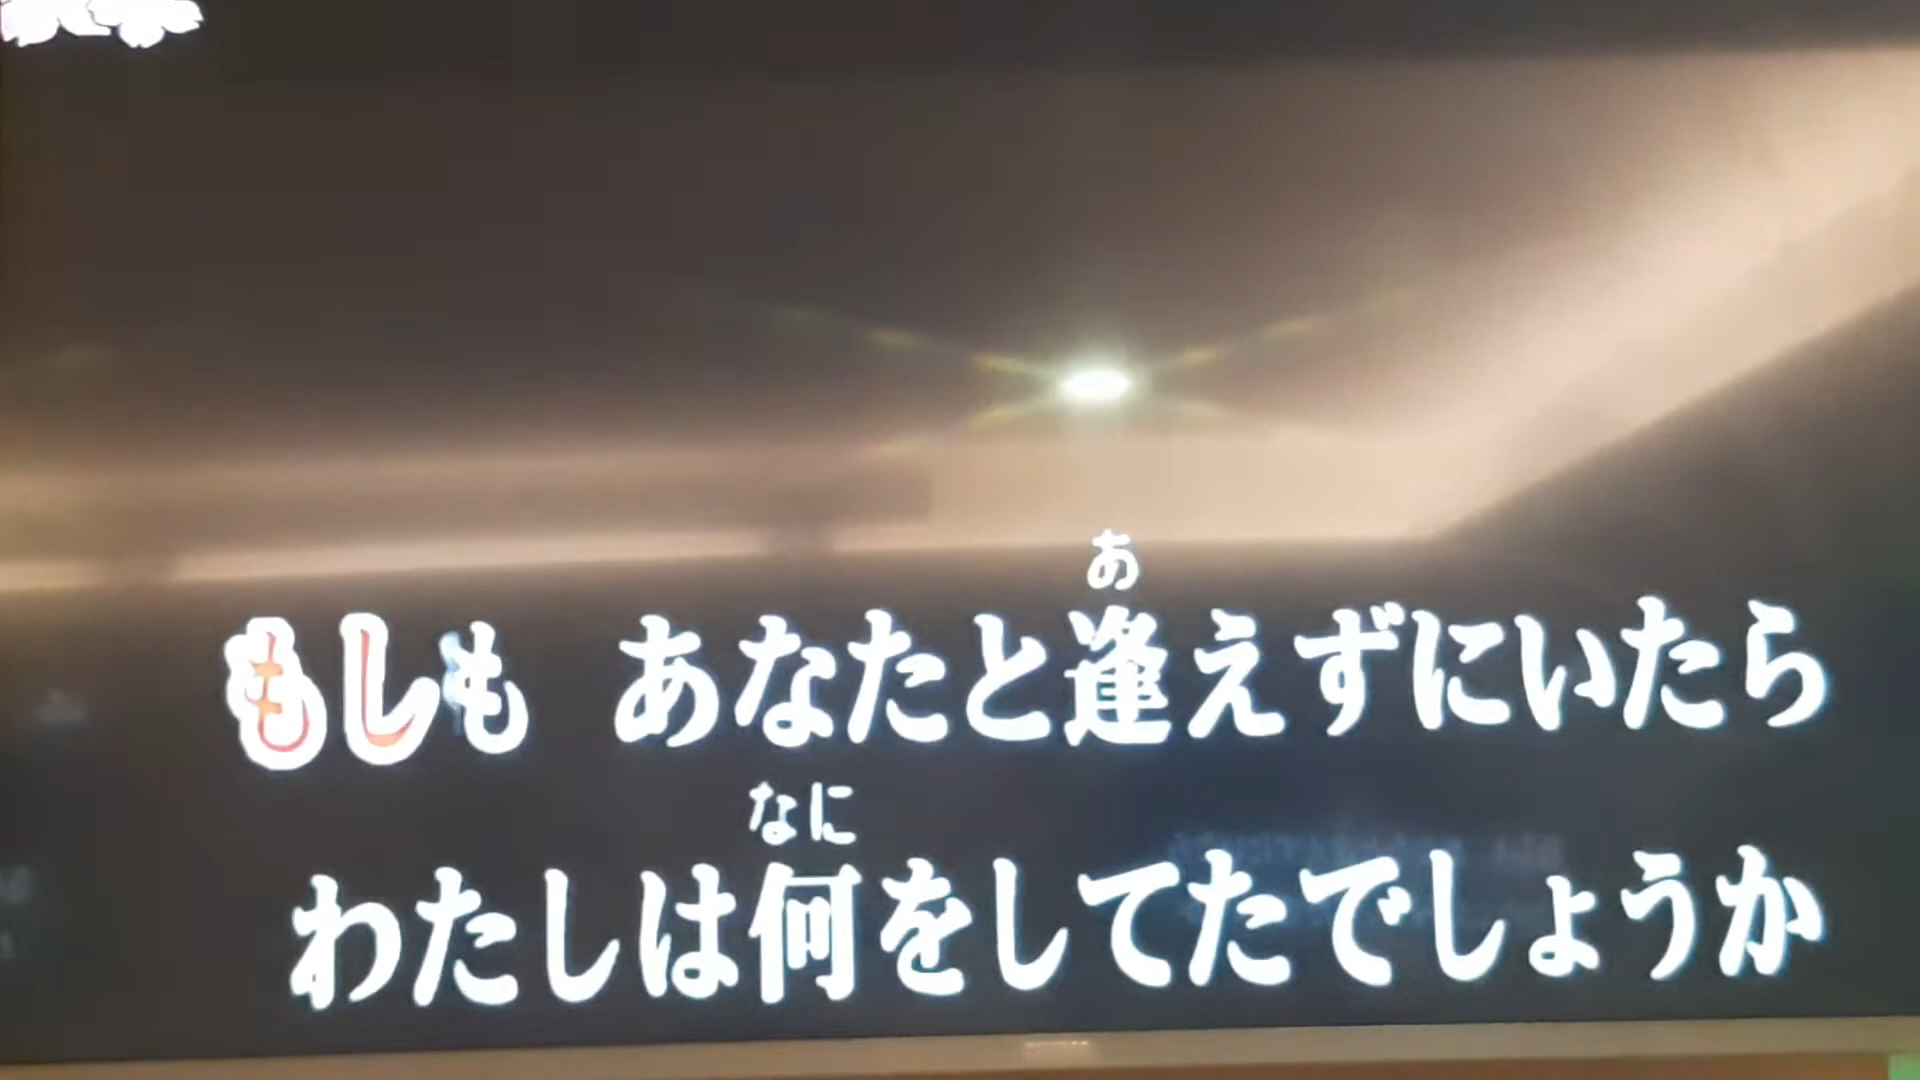 あ
もしも あなたと逢えずにいたら
なに
わたしは何をしてたでしょうか